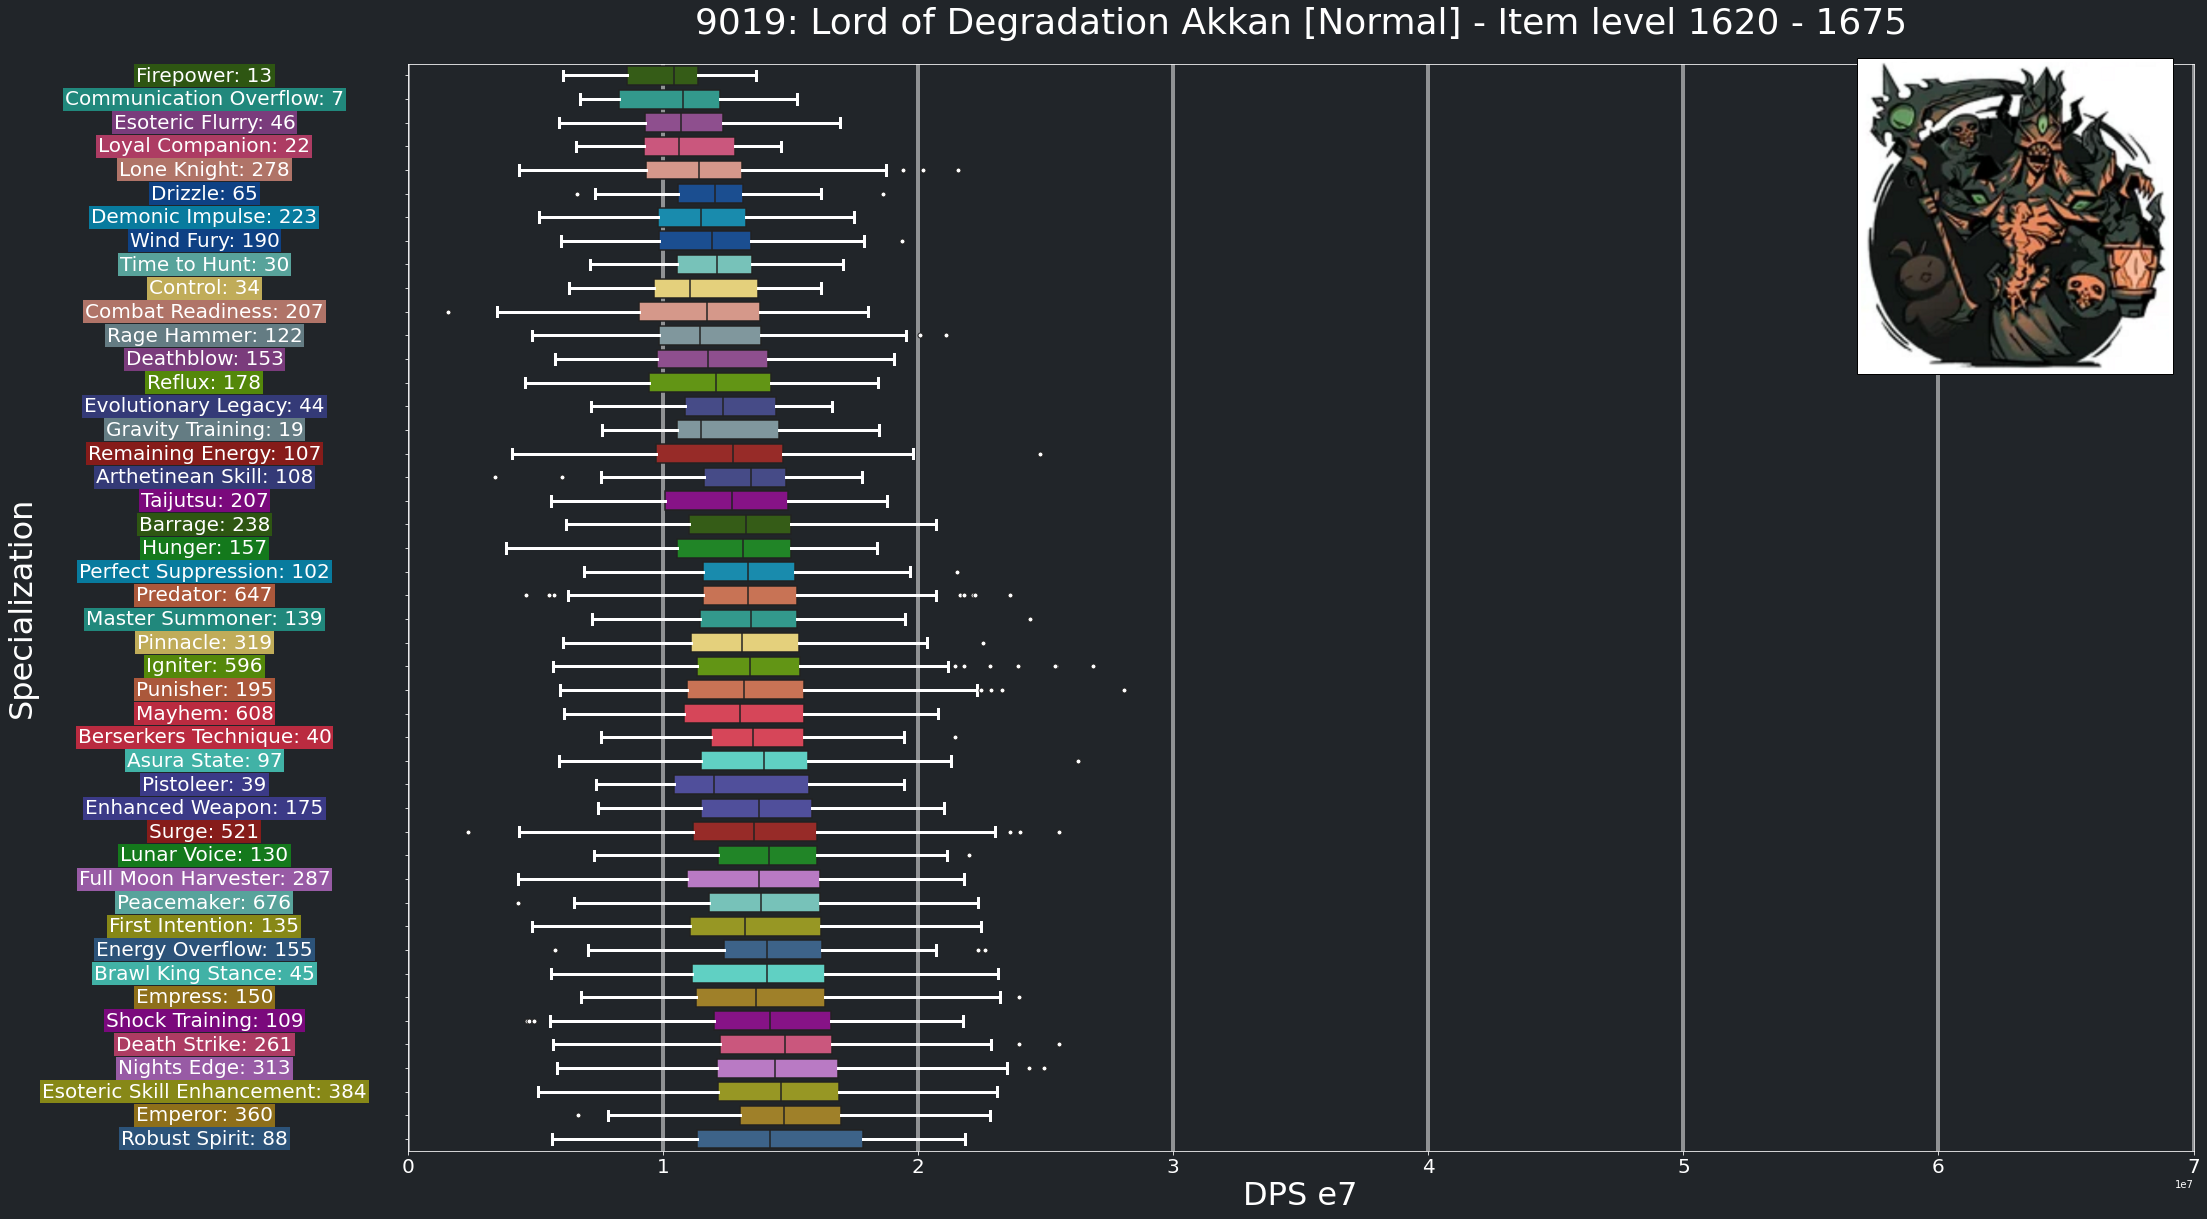 9019: Lord of Degradation Akkan [Normal] - Item level 1620 - 1675
Firepower: 13
Communication Overflow: 7
Esoteric Flurry: 46
Loyal Companion: 22
Lone Knight: 278
Drizzle: 65
Demonic Impulse: 223
Wind Fury: 190
Time to Hunt: 30
Control: 34
Combat Readiness: 207
Rage Hammer: 122
Deathblow: 153
Reflux: 178
Evolutionary Legacy: 44
Gravity Training: 19
Remaining Energy: 107
Arthetinean Skill: 108
Taijutsu: 207
Barrage: 238
Hunger: 157
Perfect Suppression: 102
Predator: 647
Master Summoner: 139
Pinnacle: 319
Igniter: 596
Punisher: 195
Mayhem: 608
Berserkers Technique: 40
Asura State: 97
Pistoleer: 39
Enhanced Weapon: 175
Surge: 521
Lunar Voice: 130
Full Moon Harvester: 287
Peacemaker: 676
First Intention: 135
Energy Overflow: 155
Brawl King Stance: 45
Empress: 150
Shock Training: 109
Death Strike: 261
Nights Edge: 313
Esoteric Skill Enhancement: 384
Emperor: 360
Robust Spirit: 88
Specialization
0 1 2 3 4 5 6 7
1e7
DPS e7